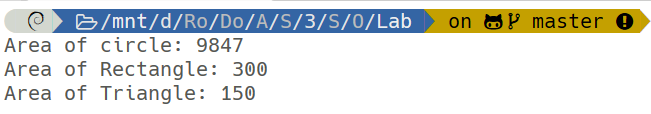 /mnt/d/Ro/Do/A/S/3/S/O/Lab on master
Area of circle: 9847
Area of Rectangle: 300
Area of Triangle: 150